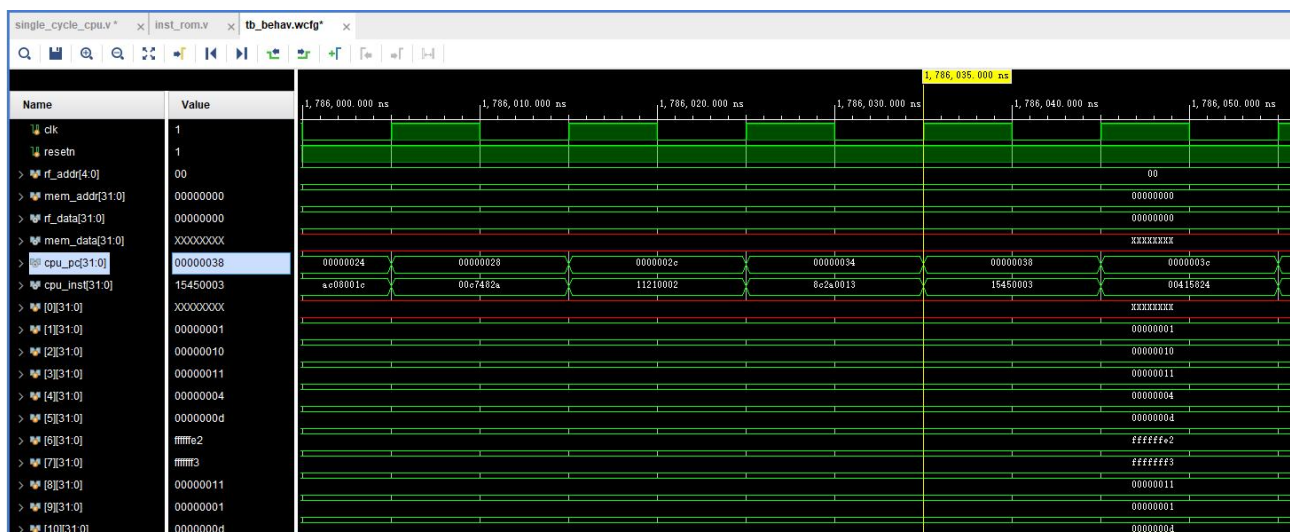 single_cycle_cpu.v * × inst_rom.v × tb_behav.wcfg* ×
1,786,035.000 ns
Name Value 1,786,000.000 ns 1,786,010.000 ns 1,786,020.000 ns 1,786,030.000 ns 1,786,040.000 ns 1,786,050.000 ns
clk 1
resetn 1
rf_addr[4:0] 00 00
mem_addr[31:0] 00000000 00000000
rf_data[31:0] 00000000 00000000
mem_data[31:0] XXXXXXXX XXXXXXXX
cpu_pc[31:0] 00000038 00000024 00000028 0000002c 00000034 00000038 0000003c
cpu_inst[31:0] 15450003 ac08001c 00c7482a 11210002 8c2a0013 15450003 00415824
[0][31:0] XXXXXXXX XXXXXXXX
[1][31:0] 00000001 00000001
[2][31:0] 00000010 00000010
[3][31:0] 00000011 00000011
[4][31:0] 00000004 00000004
[5][31:0] 0000000d 0000000d
[6][31:0] ffffffe2 ffffffe2
[7][31:0] fffffff3 fffffff3
[8][31:0] 00000011 00000011
[9][31:0] 00000001 00000001
[10][31:0] 0000000d 0000000d